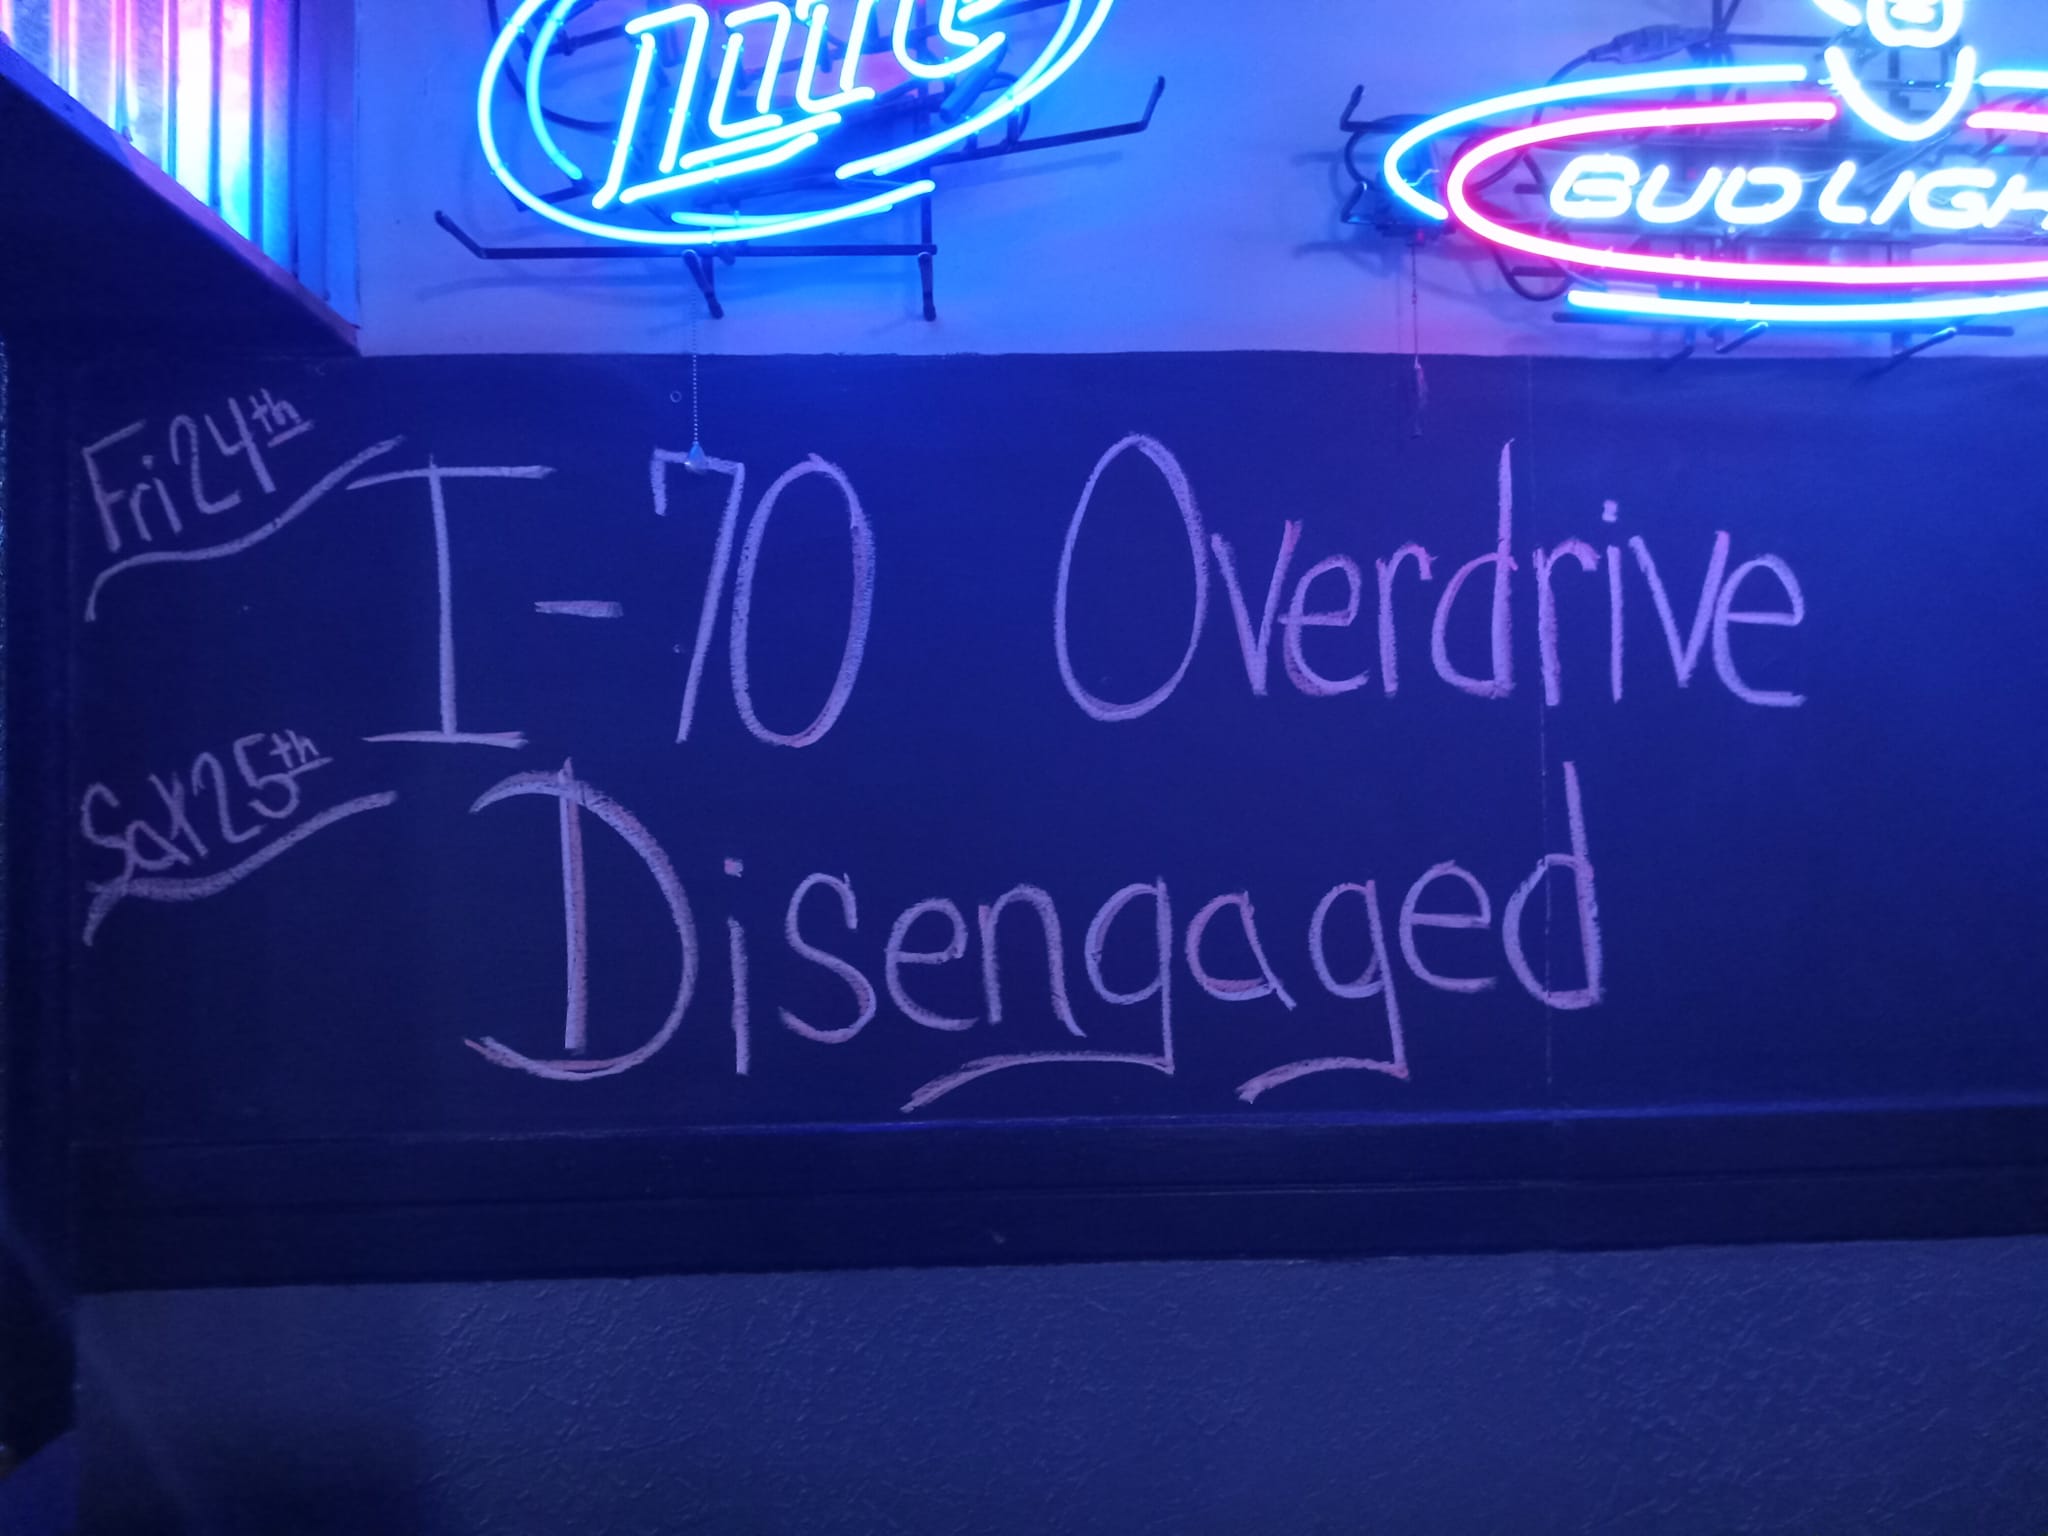 Lite
BUD LIGH
Fri 24th
I-70 Overdrive
Sat 25th
Disengaged